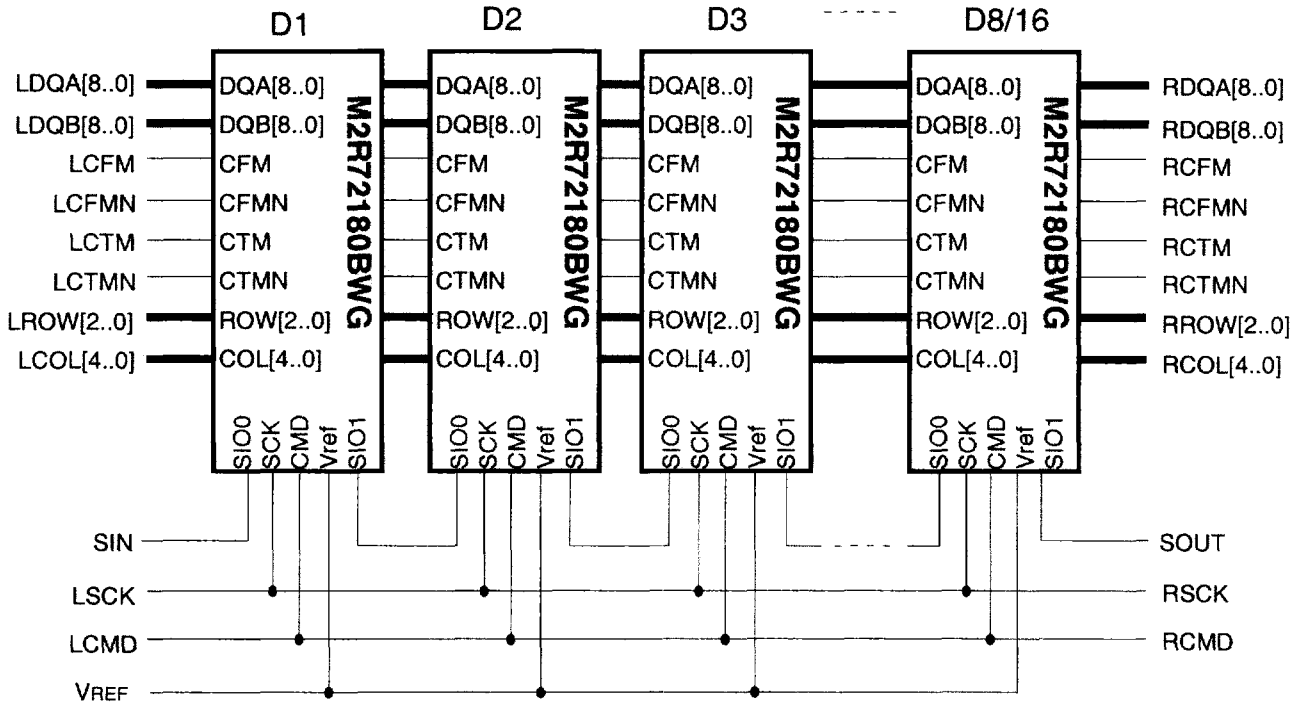 D1 D2 D3 D8/16
LDQA[8..0] DQA[8..0] DQA[8..0] DQA[8..0] DQA[8..0] RDQA[8..0]
LDQB[8..0] DQB[8..0] DQB[8..0] DQB[8..0] DQB[8..0] RDQB[8..0]
LCFM CFM CFM CFM CFM RCFM
LCFMN CFMN CFMN CFMN CFMN RCFMN
LCTM CTM CTM CTM CTM RCTM
LCTMN CTMN CTMN CTMN CTMN RCTMN
LROW[2..0] ROW[2..0] ROW[2..0] ROW[2..0] ROW[2..0] RROW[2..0]
LCOL[4..0] COL[4..0] COL[4..0] COL[4..0] COL[4..0] RCOL[4..0]
M2R72180BWG M2R72180BWG M2R72180BWG M2R72180BWG
SIO0 SCK CMD Vref SIO1 SIO0 SCK CMD Vref SIO1 SIO0 SCK CMD Vref SIO1 SIO0 SCK CMD Vref SIO1
SIN SOUT
LSCK RSCK
LCMD RCMD
VREF